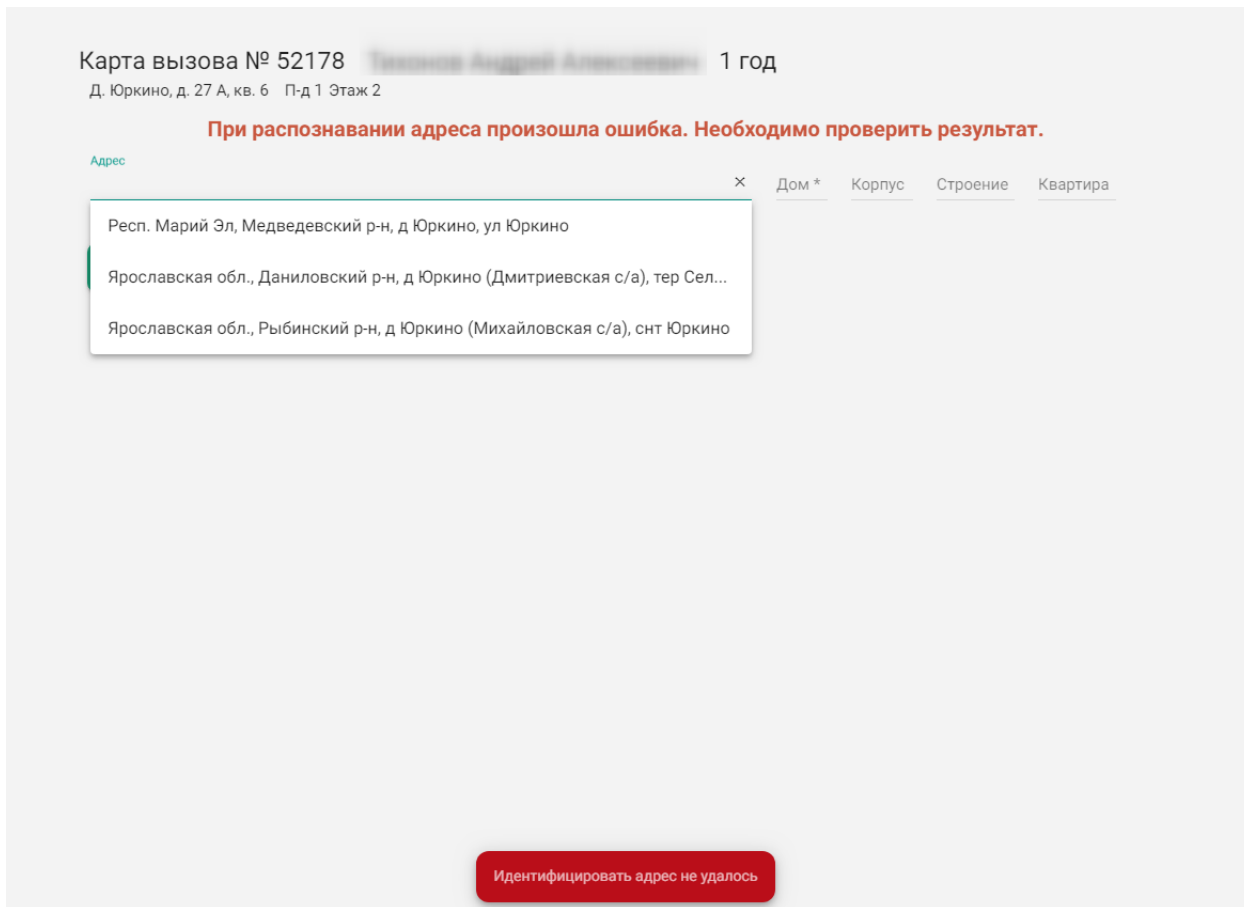 Карта вызова № 52178 1 год
Д. Юркино, д. 27 А, кв. 6 П-д 1 Этаж 2
При распознавании адреса произошла ошибка. Необходимо проверить результат.
Адрес
× Дом * Корпус Строение Квартира
Респ. Марий Эл, Медведевский р-н, д Юркино, ул Юркино
Ярославская обл., Даниловский р-н, д Юркино (Дмитриевская с/а), тер Сел...
Ярославская обл., Рыбинский р-н, д Юркино (Михайловская с/а), снт Юркино
Идентифицировать адрес не удалось